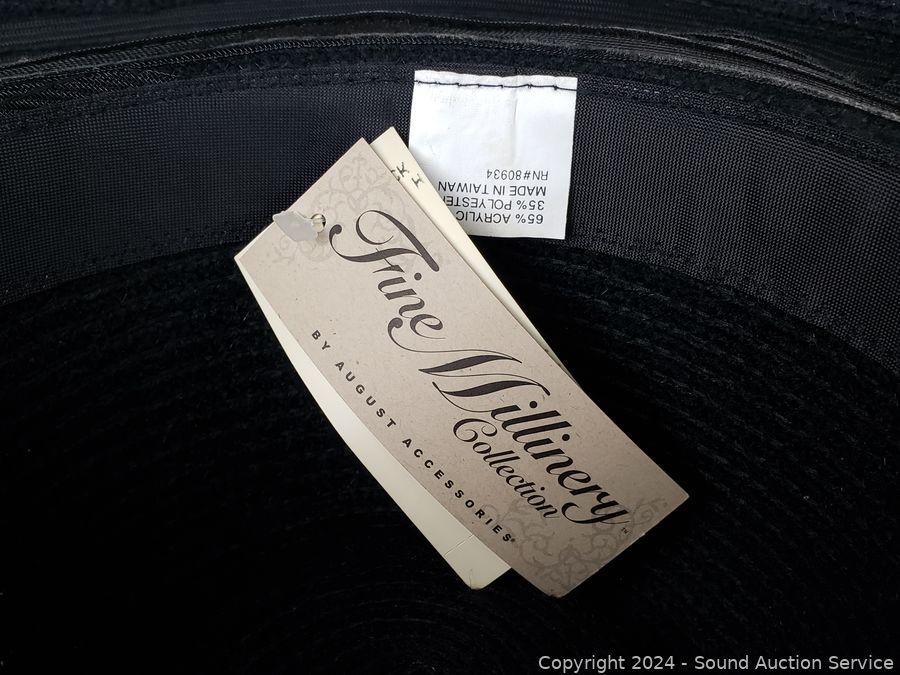 65% ACRYLIC
35% POLYESTER
MADE IN TAIWAN
RN#80934
Fine
Millinery
Collection
BY AUGUST ACCESSORIES®
Copyright 2024 - Sound Auction Service